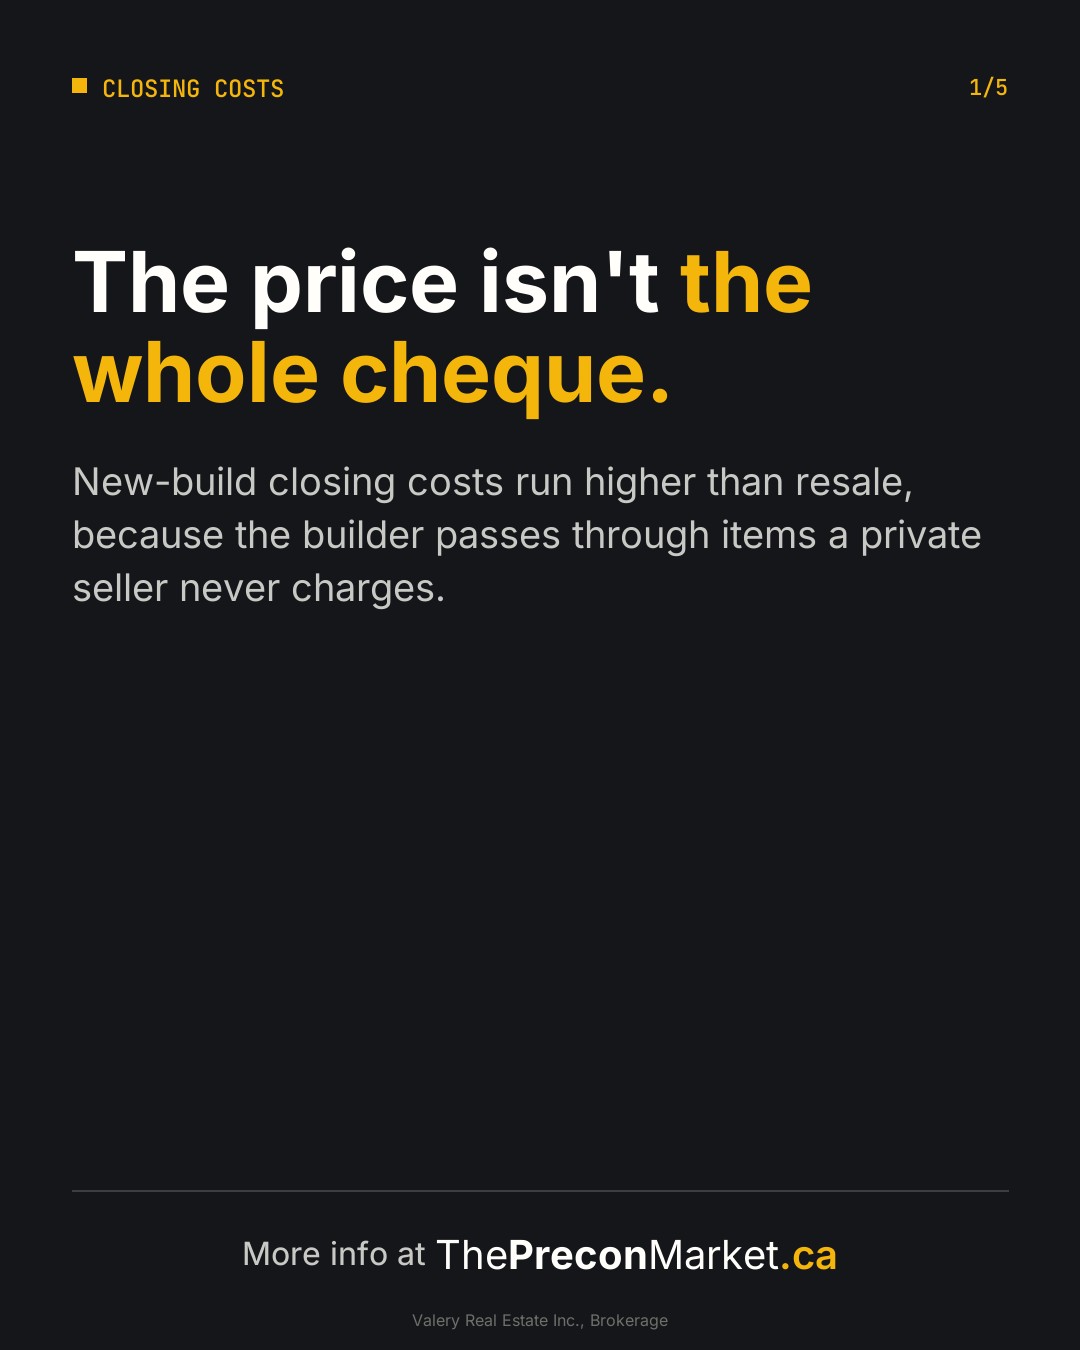 CLOSING COSTS
1/5
The price isn't the
whole cheque.
New-build closing costs run higher than resale,
because the builder passes through items a private
seller never charges.
More info at ThePreconMarket.ca
Valery Real Estate Inc., Brokerage